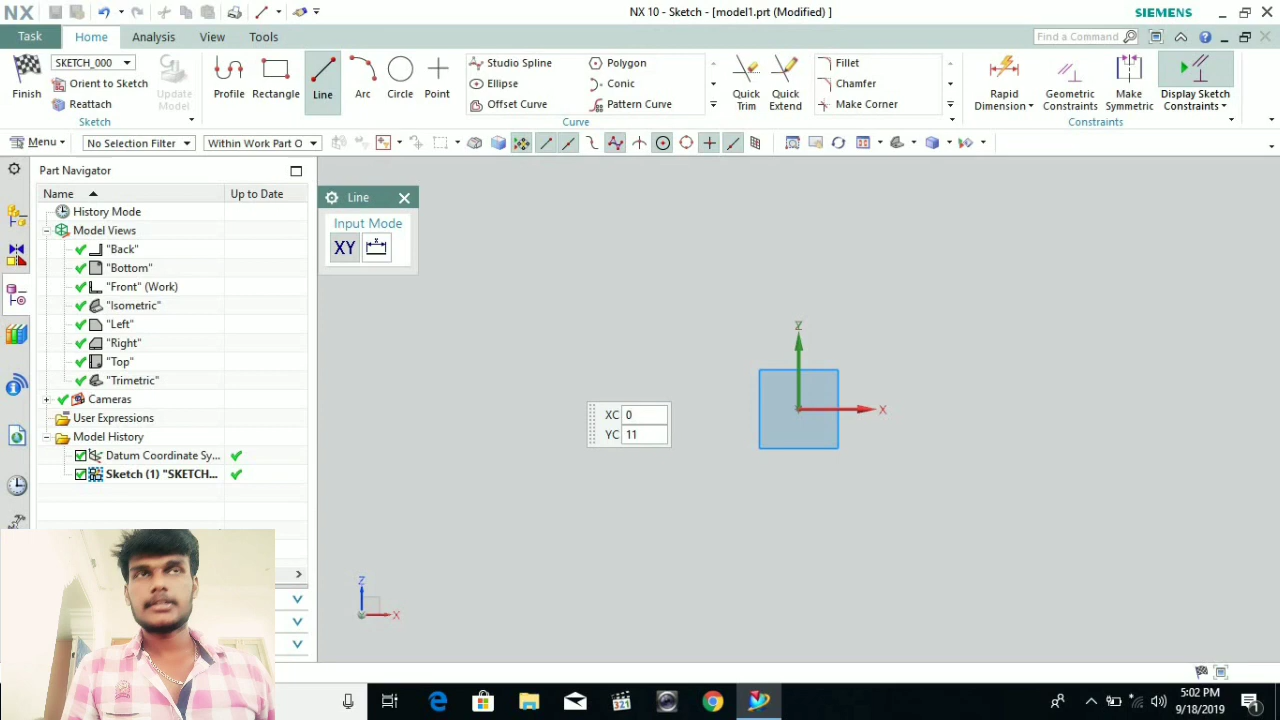 NX
NX 10 - Sketch - [model1.prt (Modified) ]
SIEMENS
Task
Home
Analysis
View
Tools
Find a Command
Finish
SKETCH_000
Orient to Sketch
Reattach
Update
Model
Sketch
Profile
Rectangle
Line
Arc
Circle
Point
Studio Spline
Polygon
Ellipse
Conic
Offset Curve
Pattern Curve
Quick
Trim
Quick
Extend
Fillet
Chamfer
Make Corner
Curve
Rapid
Dimension
Geometric
Constraints
Make
Symmetric
Display Sketch
Constraints
Constraints
Menu
No Selection Filter
Within Work Part O
Part Navigator
Name
Up to Date
History Mode
Model Views
"Back"
"Bottom"
"Front" (Work)
"Isometric"
"Left"
"Right"
"Top"
"Trimetric"
Cameras
User Expressions
Model History
Datum Coordinate Sy...
Sketch (1) "SKETCH...
Line
Input Mode
XY
XC 0
YC 11
X
Z
X
5:02 PM
9/18/2019